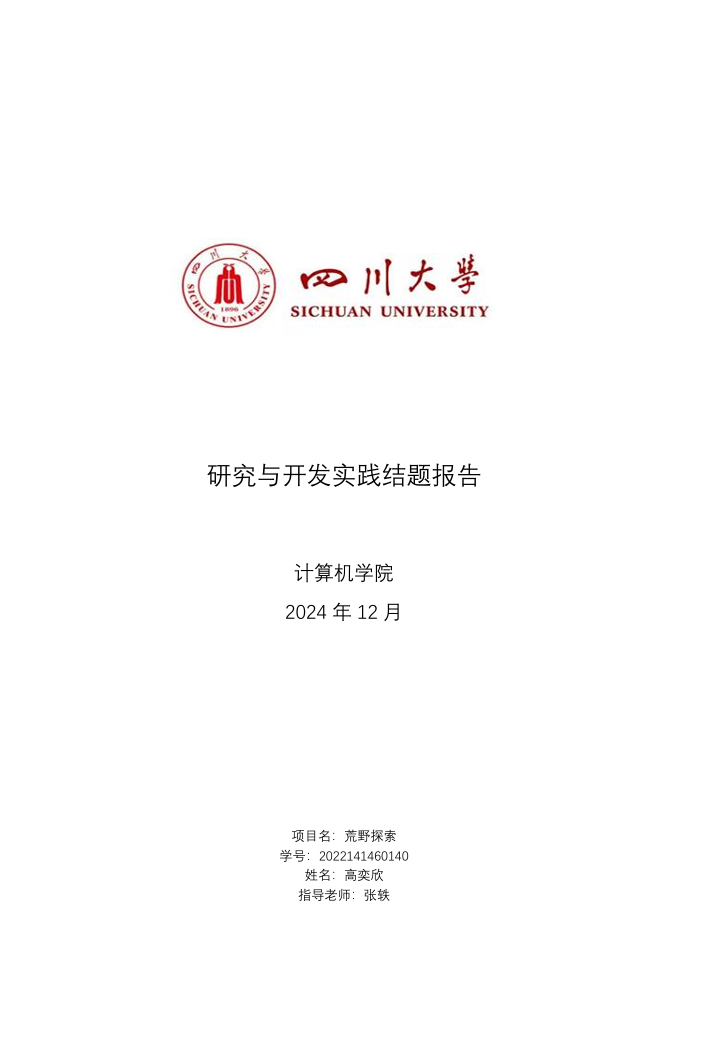 四川大学
SICHUAN UNIVERSITY
1896
四川大學
SICHUAN UNIVERSITY
研究与开发实践结题报告
计算机学院
2024 年 12 月
项目名：荒野探索
学号：2022141460140
姓名：高奕欣
指导老师：张轶